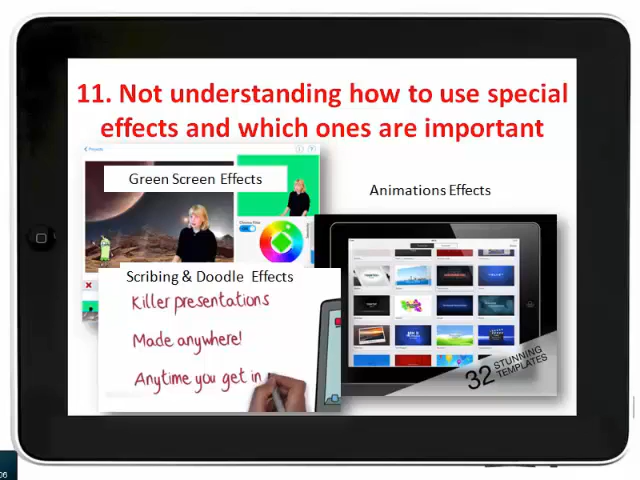 11. Not understanding how to use special
effects and which ones are important
Green Screen Effects
Animations Effects
Scribing & Doodle Effects
Killer presentations
Made anywhere!
Anytime you get in
32 STUNNING
TEMPLATES
06